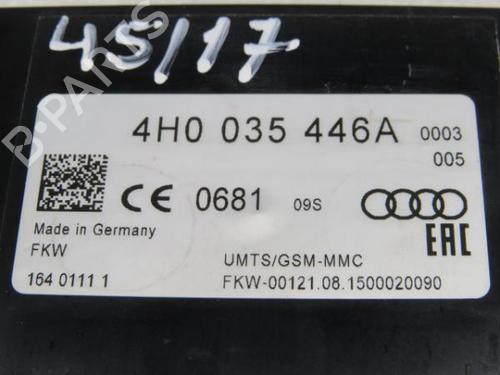 45/17
B-PARTS
4H0 035 446A 0003
005
CE 0681 09S
Made in Germany
FKW
EAC
164 0111 1
UMTS/GSM-MMC
FKW-00121.08.1500020090